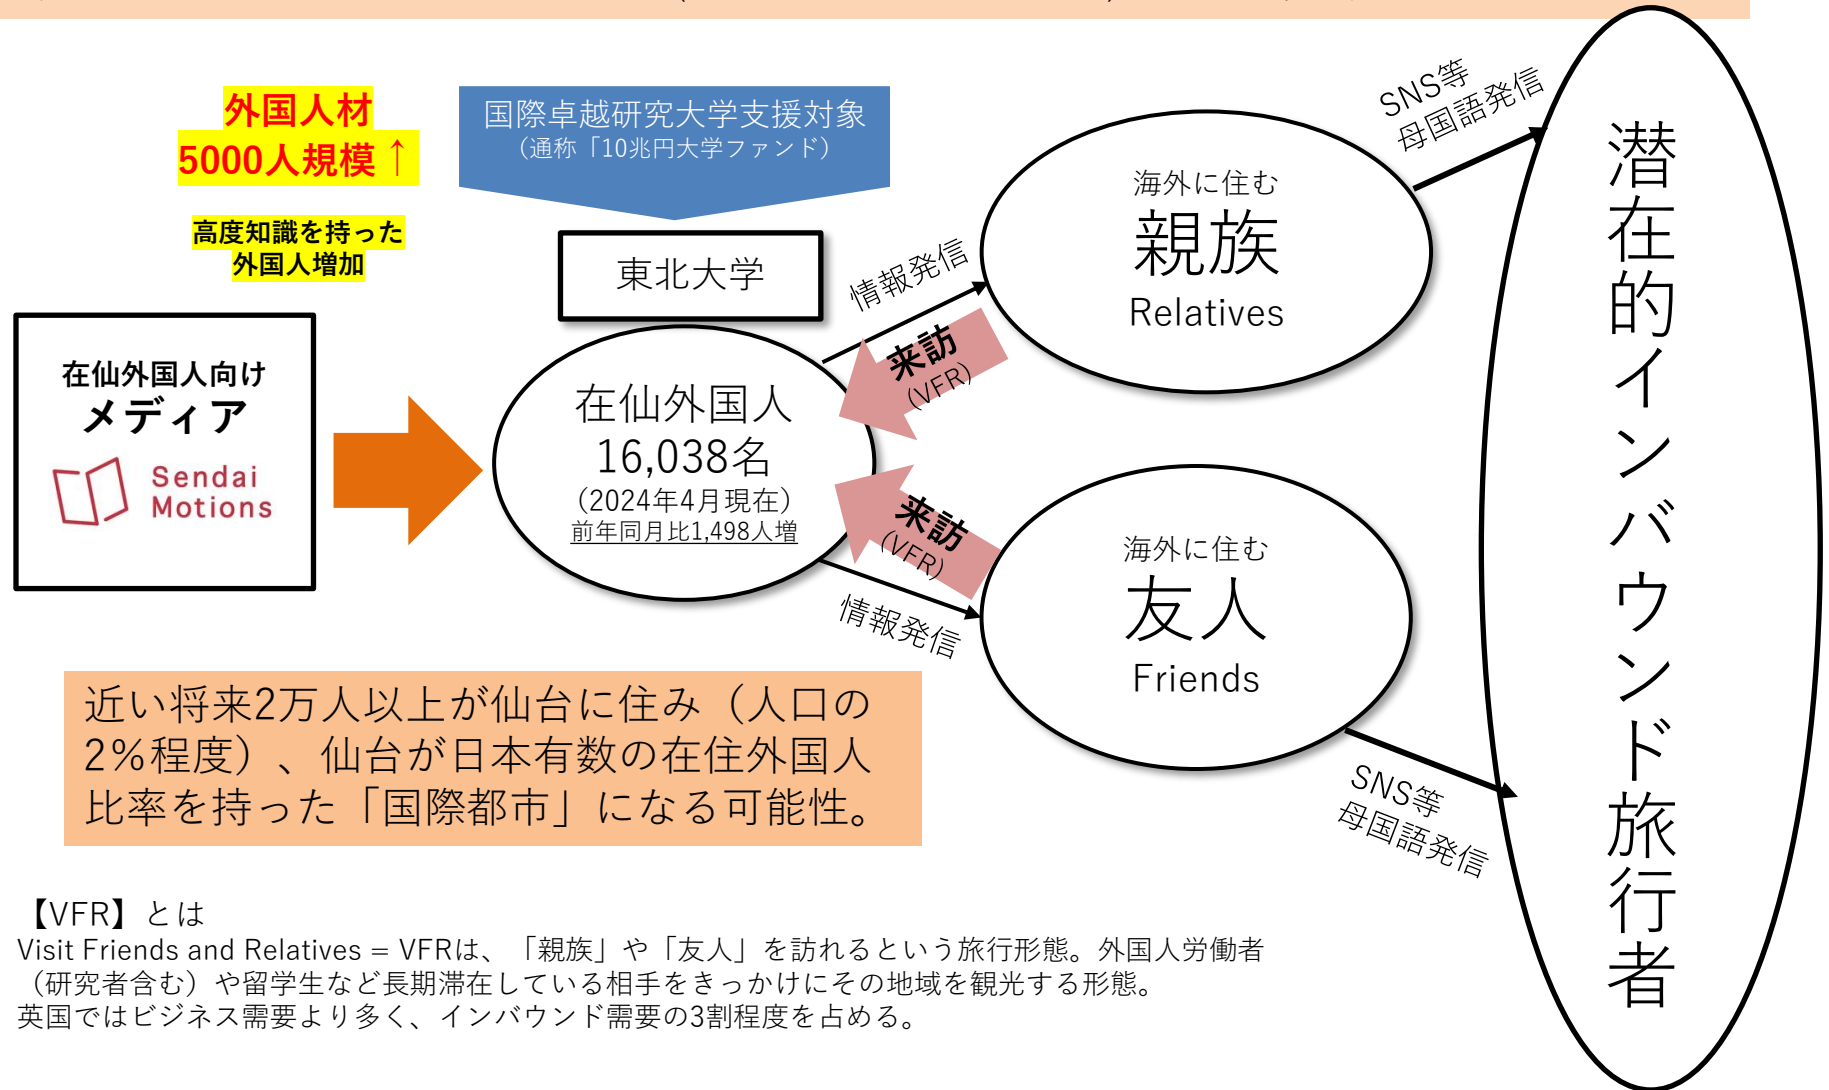 外国人材
5000人規模↑
高度知識を持った
外国人増加
国際卓越研究大学支援対象
（通称「10兆円大学ファンド）
東北大学
在仙外国人向け
メディア
Sendai
Motions
在仙外国人
16,038名
（2024年4月現在）
前年同月比1,498人増
情報発信
来訪
(VFR)
来訪
(VFR)
情報発信
海外に住む
親族
Relatives
海外に住む
友人
Friends
SNS等
母国語発信
SNS等
母国語発信
潜在的インバウンド旅行者
近い将来2万人以上が仙台に住み（人口の
2%程度）、仙台が日本有数の在住外国人
比率を持った「国際都市」になる可能性。
【VFR】とは
Visit Friends and Relatives = VFRは、「親族」や「友人」を訪れるという旅行形態。外国人労働者
（研究者含む）や留学生など長期滞在している相手をきっかけにその地域を観光する形態。
英国ではビジネス需要より多く、インバウンド需要の3割程度を占める。